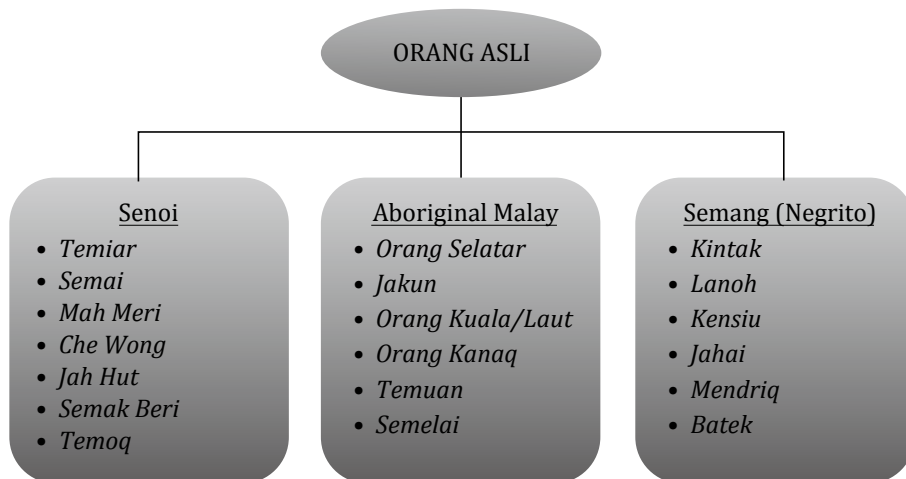 ORANG ASLI
Senoi
• Temiar
• Semai
• Mah Meri
• Che Wong
• Jah Hut
• Semak Beri
• Temoq
Aboriginal Malay
• Orang Selatar
• Jakun
• Orang Kuala/Laut
• Orang Kanaq
• Temuan
• Semelai
Semang (Negrito)
• Kintak
• Lanoh
• Kensiu
• Jahai
• Mendriq
• Batek